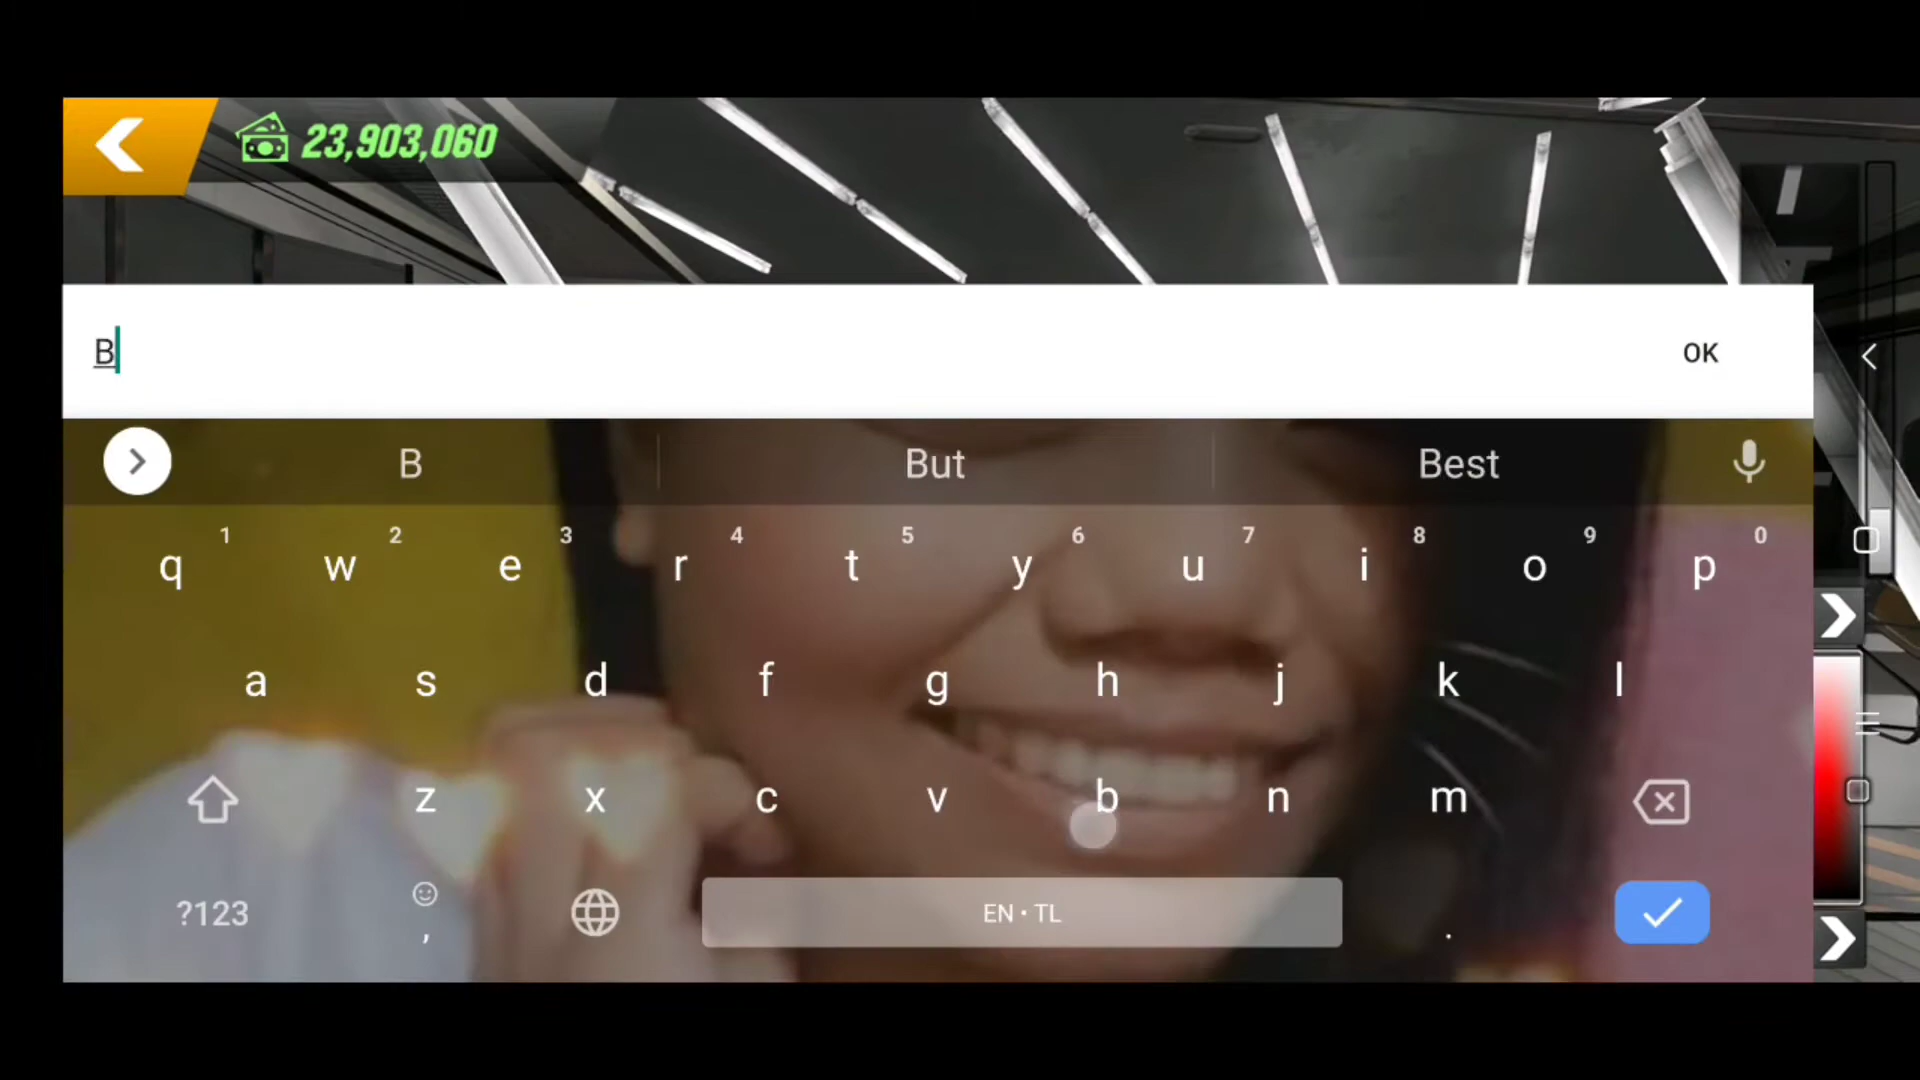 23,903,060
B
OK
B But Best
1 2 3 4 5 6 7 8 9 0
q w e r t y u i o p
a s d f g h j k l
z x c v b n m
?123 , EN • TL .